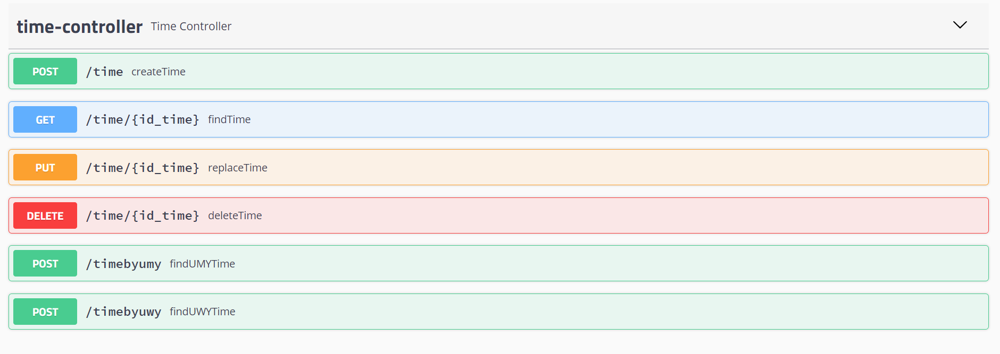 time-controller Time Controller
POST /time createTime
GET /time/{id_time} findTime
PUT /time/{id_time} replaceTime
DELETE /time/{id_time} deleteTime
POST /timebyumy findUMYTime
POST /timebyuwy findUWYTime